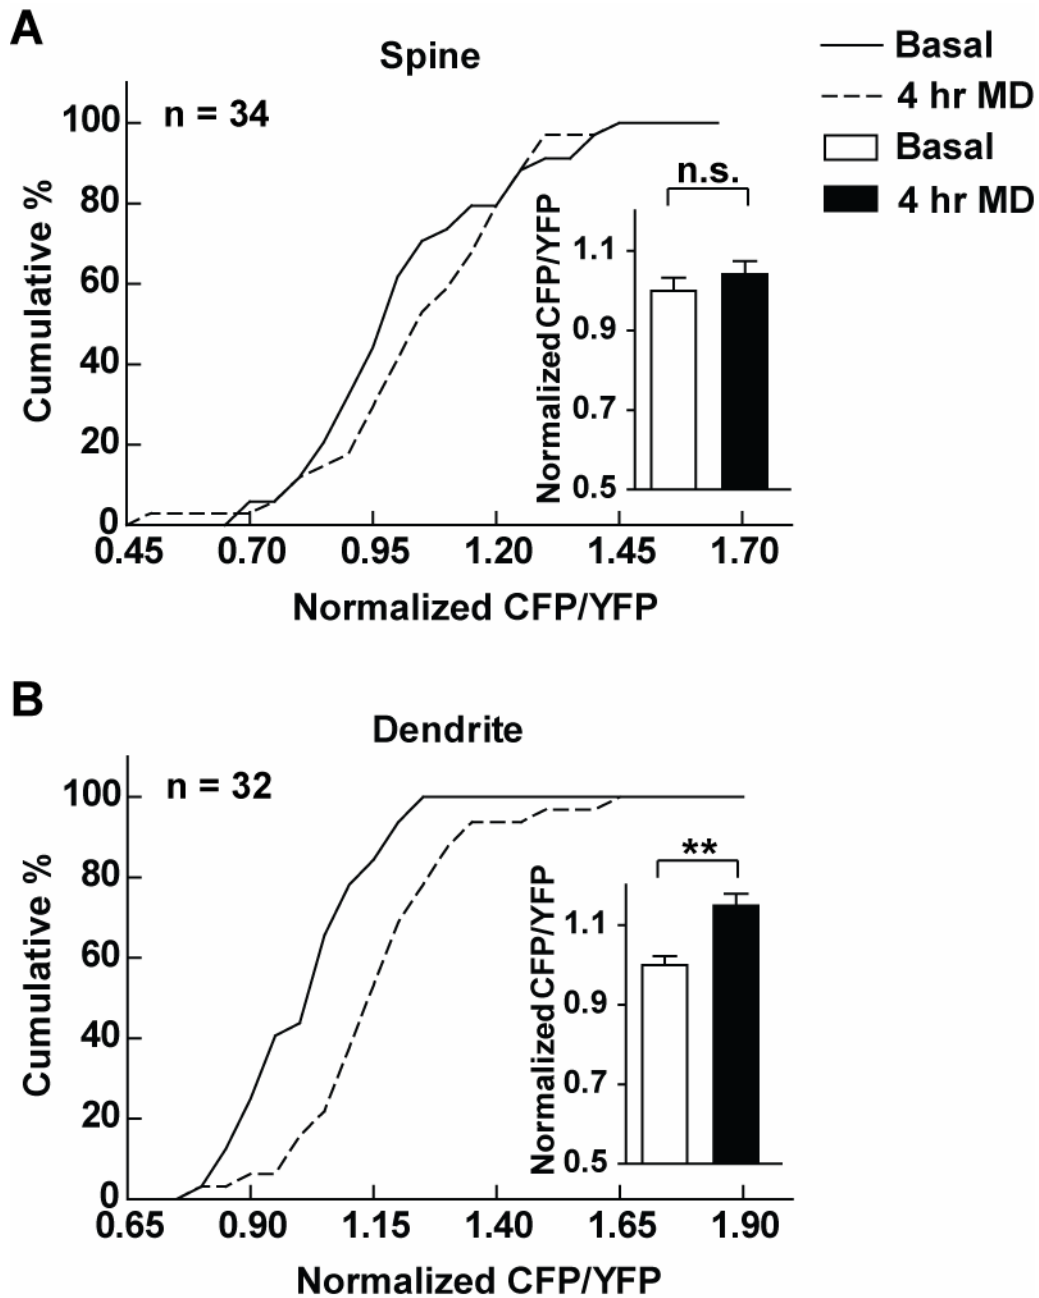 A
Spine
Basal
4 hr MD
Basal
4 hr MD
n = 34
Cumulative %
100
80
60
40
20
0
0.45 0.70 0.95 1.20 1.45 1.70
Normalized CFP/YFP
n.s.
Normalized CFP/YFP
1.1
0.9
0.7
0.5
B
Dendrite
n = 32
Cumulative %
100
80
60
40
20
0
0.65 0.90 1.15 1.40 1.65 1.90
Normalized CFP/YFP
**
Normalized CFP/YFP
1.1
0.9
0.7
0.5